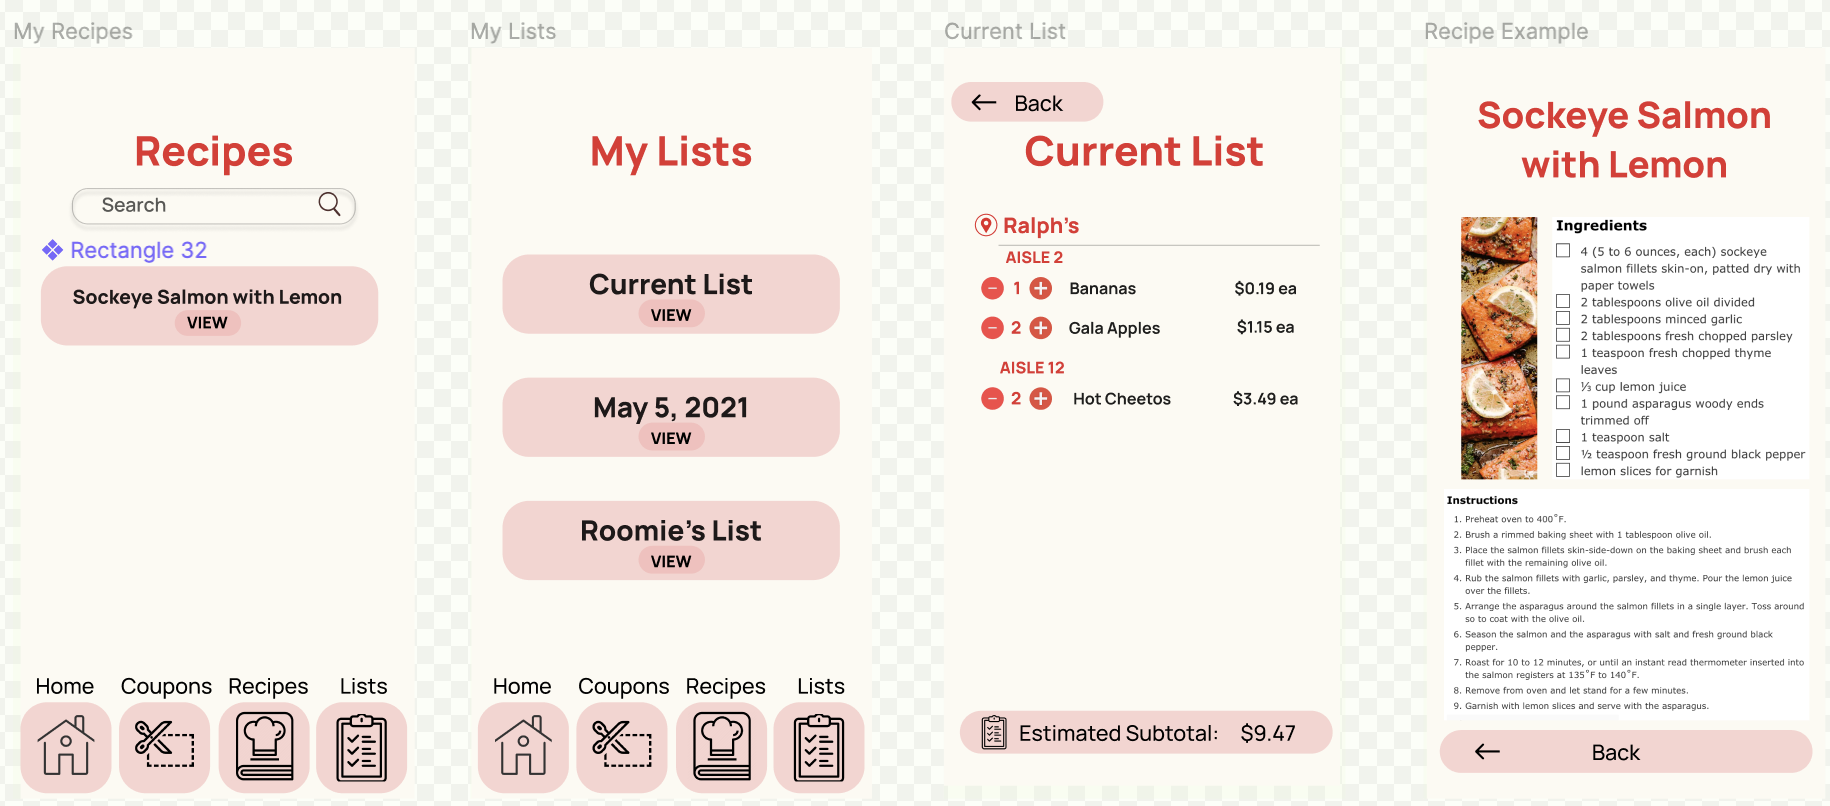 My Recipes
Recipes
Search
Rectangle 32
Sockeye Salmon with Lemon
VIEW
Home Coupons Recipes Lists
My Lists
My Lists
Current List
VIEW
May 5, 2021
VIEW
Roomie's List
VIEW
Home Coupons Recipes Lists
Current List
Back
Current List
Ralph's
AISLE 2
1 Bananas $0.19 ea
2 Gala Apples $1.15 ea
AISLE 12
2 Hot Cheetos $3.49 ea
Estimated Subtotal: $9.47
Recipe Example
Sockeye Salmon
with Lemon
Ingredients
4 (5 to 6 ounces, each) sockeye
salmon fillets skin-on, patted dry with
paper towels
2 tablespoons olive oil divided
2 tablespoons minced garlic
2 tablespoons fresh chopped parsley
1 teaspoon fresh chopped thyme
leaves
⅓ cup lemon juice
1 pound asparagus woody ends
trimmed off
1 teaspoon salt
½ teaspoon fresh ground black pepper
lemon slices for garnish
Instructions
1. Preheat oven to 400°F.
2. Brush a rimmed baking sheet with 1 tablespoon olive oil.
3. Place the salmon fillets skin-side-down on the baking sheet and brush each
fillet with the remaining olive oil.
4. Rub the salmon fillets with garlic, parsley, and thyme. Pour the lemon juice
over the fillets.
5. Arrange the asparagus around the salmon fillets in a single layer. Toss around
so to coat with the olive oil.
6. Season the salmon and the asparagus with salt and fresh ground black
pepper.
7. Roast for 10 to 12 minutes, or until an instant read thermometer inserted into
the salmon registers at 135°F to 140°F.
8. Remove from oven and let stand for a few minutes.
9. Garnish with lemon slices and serve with the asparagus.
Back